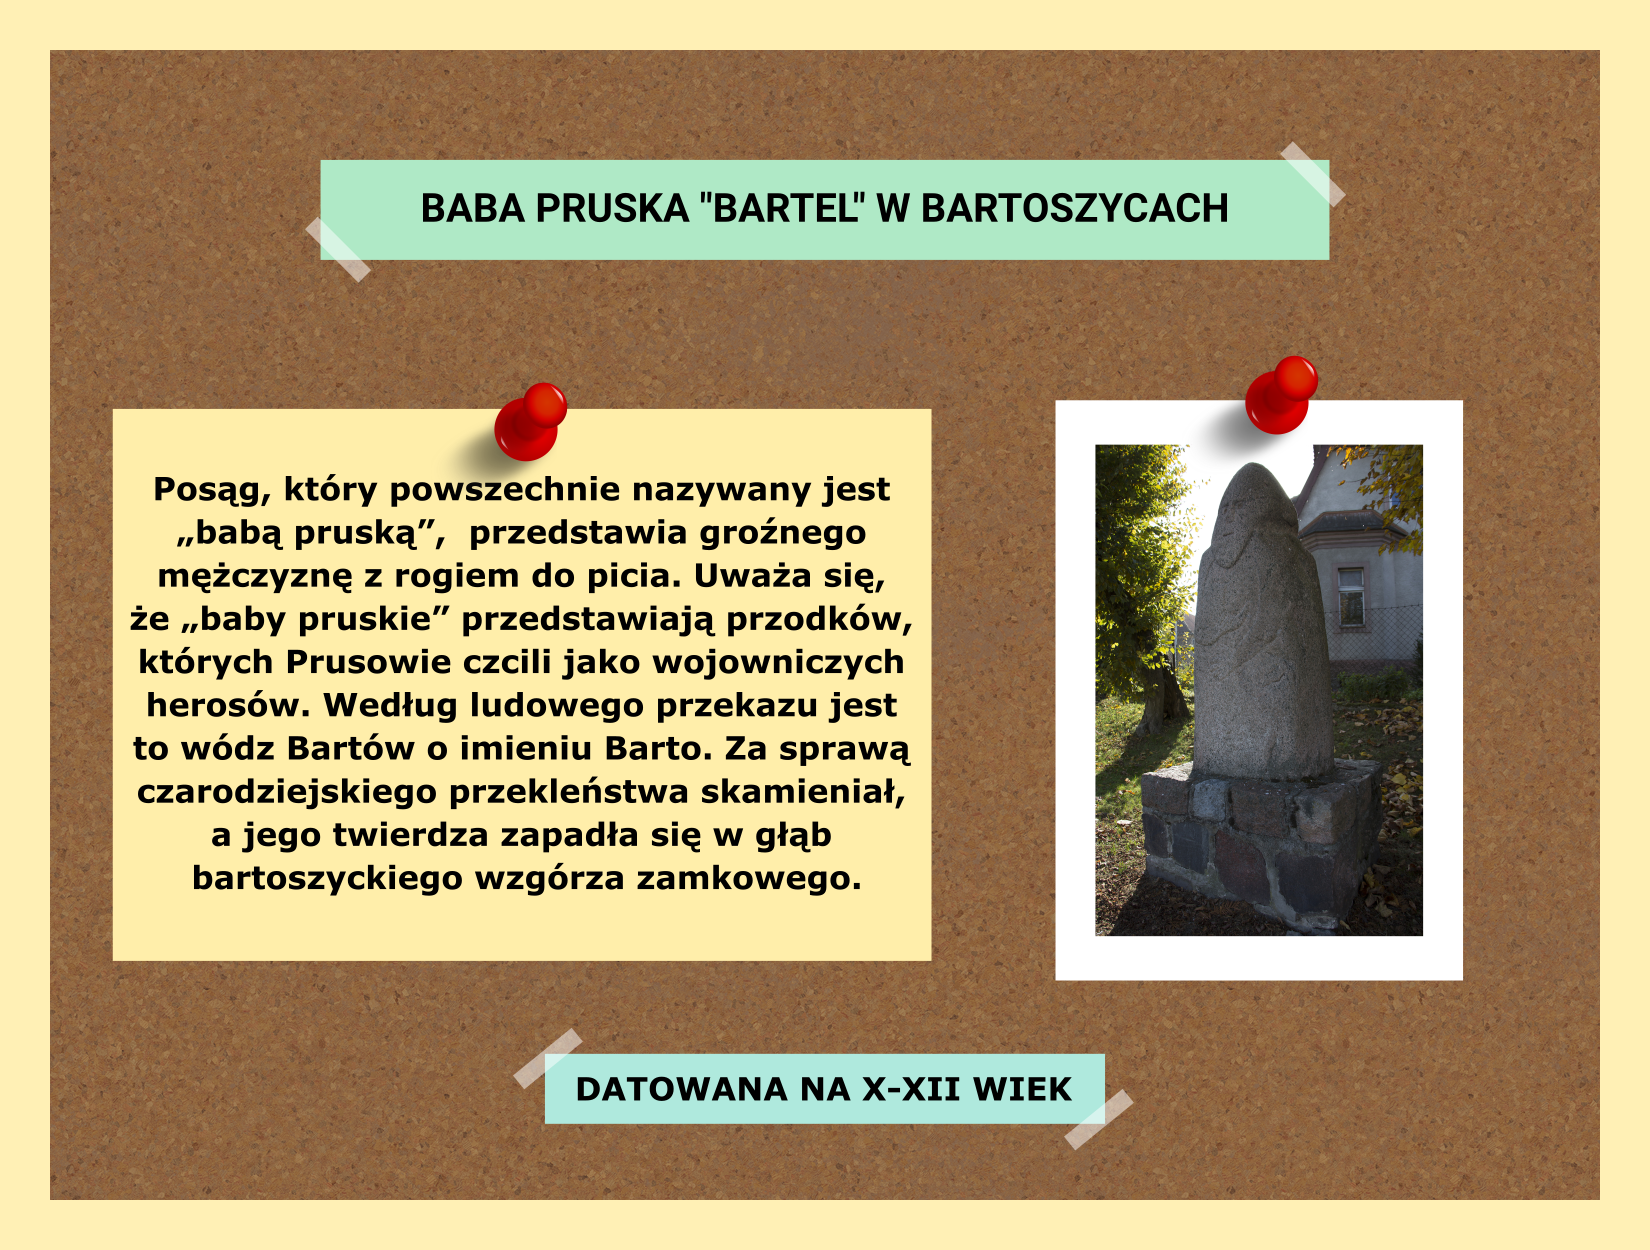 BABA PRUSKA "BARTEL" W BARTOSZYCACH
Posąg, który powszechnie nazywany jest
„babą pruską”,  przedstawia groźnego
mężczyznę z rogiem do picia. Uważa się,
że „baby pruskie” przedstawiają przodków,
których Prusowie czcili jako wojowniczych
herosów. Według ludowego przekazu jest
to wódz Bartów o imieniu Barto. Za sprawą
czarodziejskiego przekleństwa skamieniał,
a jego twierdza zapadła się w głąb
bartoszyckiego wzgórza zamkowego.
DATOWANA NA X-XII WIEK